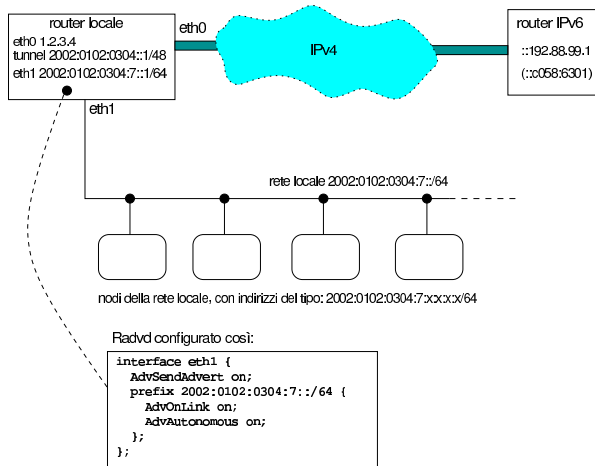 router locale
eth0 1.2.3.4
tunnel 2002:0102:0304::1/48
eth1 2002:0102:0304:7::1/64
eth0
IPv4
router IPv6
::192.88.99.1
(::c058:6301)
eth1
rete locale 2002:0102:0304:7::/64
nodi della rete locale, con indirizzi del tipo: 2002:0102:0304:7:x:x:x:x/64
Radvd configurato così:
interface eth1 {
AdvSendAdvert on;
prefix 2002:0102:0304:7::/64 {
AdvOnLink on;
AdvAutonomous on;
};
};